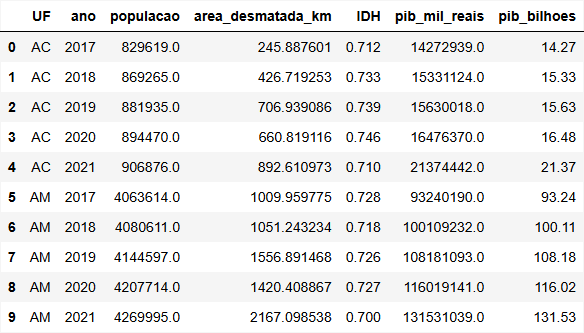 UF ano populacao area_desmatada_km IDH pib_mil_reais pib_bilhoes
0 AC 2017 829619.0 245.887601 0.712 14272939.0 14.27
1 AC 2018 869265.0 426.719253 0.733 15331124.0 15.33
2 AC 2019 881935.0 706.939086 0.739 15630018.0 15.63
3 AC 2020 894470.0 660.819116 0.746 16476370.0 16.48
4 AC 2021 906876.0 892.610973 0.710 21374442.0 21.37
5 AM 2017 4063614.0 1009.959775 0.728 93240190.0 93.24
6 AM 2018 4080611.0 1051.243234 0.718 100109232.0 100.11
7 AM 2019 4144597.0 1556.891468 0.726 108181093.0 108.18
8 AM 2020 4207714.0 1420.408867 0.727 116019141.0 116.02
9 AM 2021 4269995.0 2167.098538 0.700 131531039.0 131.53